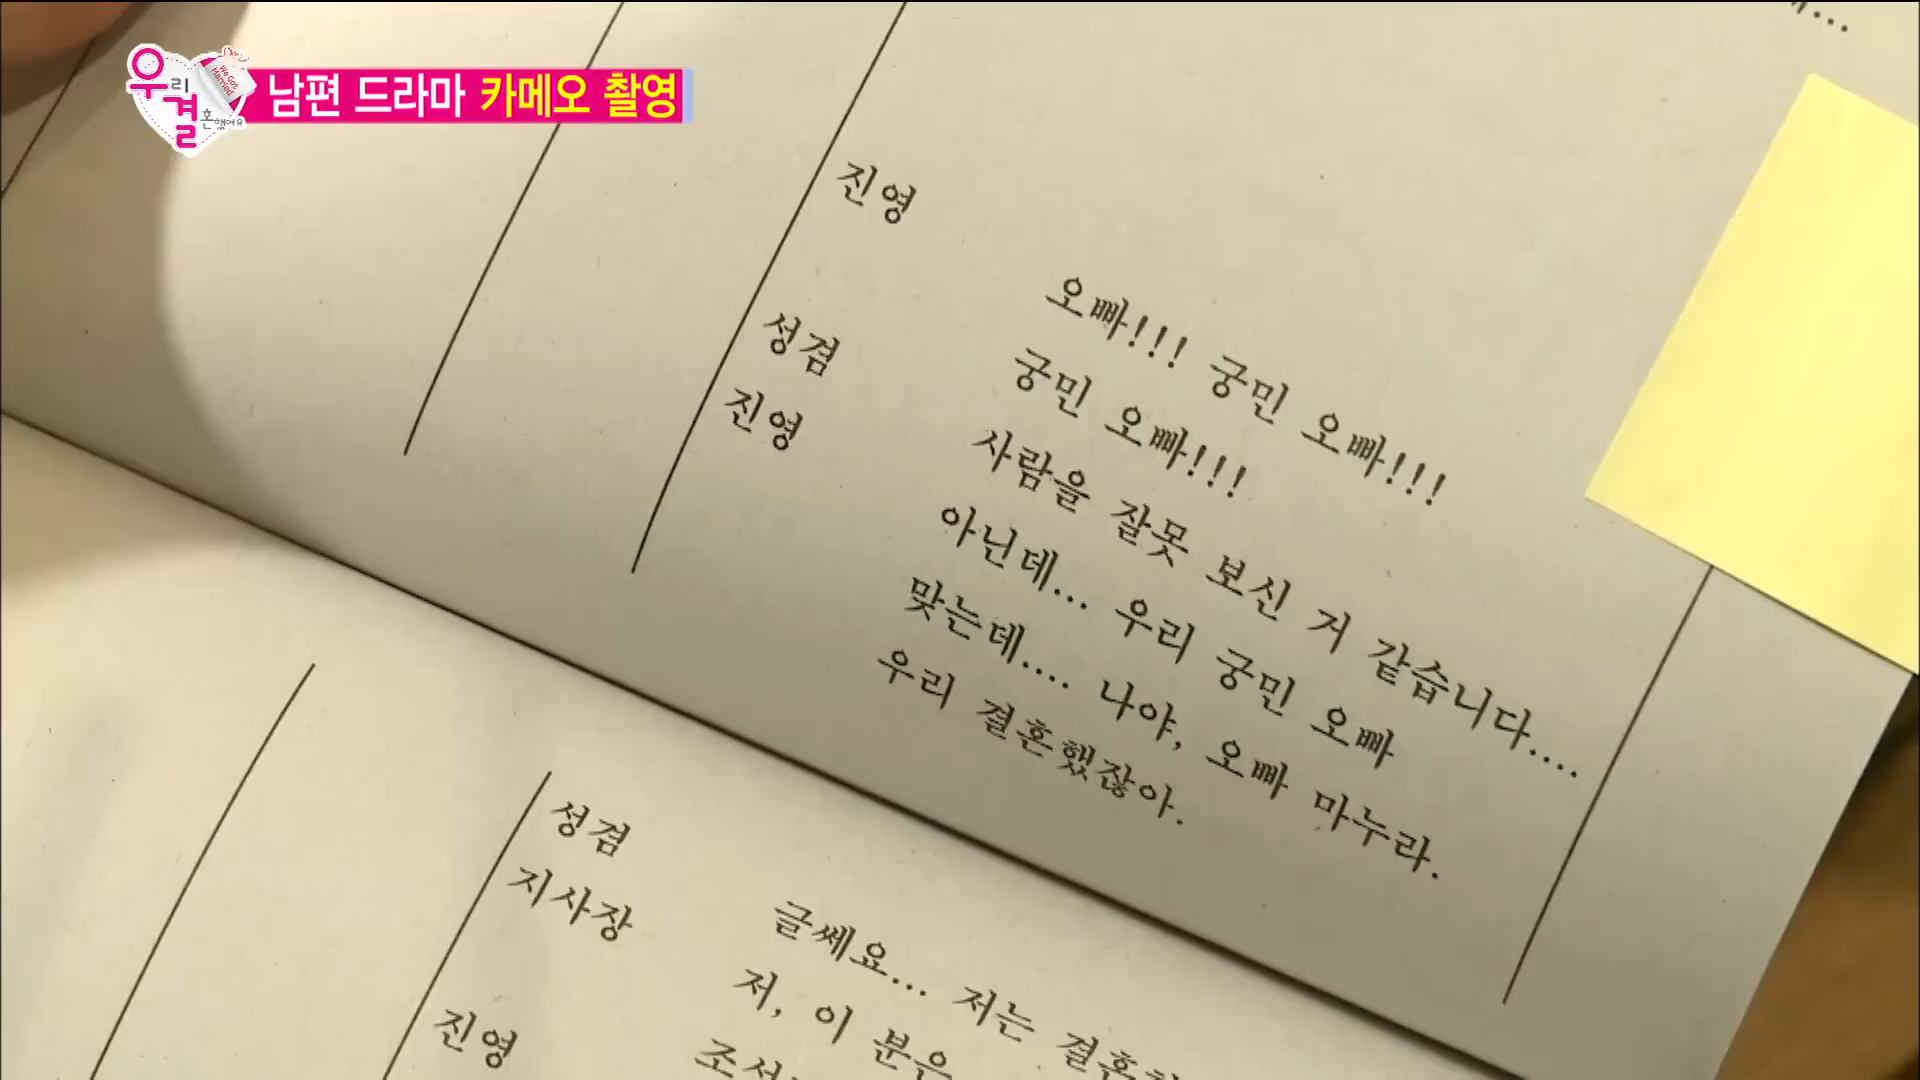 우리 결혼했어요
We Got Married
남편 드라마 카메오 촬영
진영 오빠!!! 궁민 오빠!!!
궁민 오빠!!!
성겸 사람을 잘못 보신 거 같습니다....
진영 아닌데... 우리 궁민 오빠
맞는데.... 나야, 오빠 마누라.
우리 결혼했잖아.
성겸 글쎄요... 저는
지사장 저, 이 분은
진영